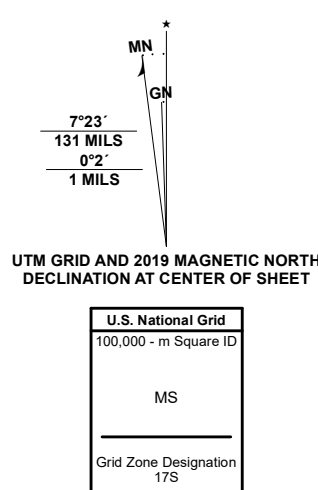 MN
GN
7°23´
131 MILS
0°2´
1 MILS
UTM GRID AND 2019 MAGNETIC NORTH
DECLINATION AT CENTER OF SHEET
U.S. National Grid
100,000 - m Square ID
MS
Grid Zone Designation
17S